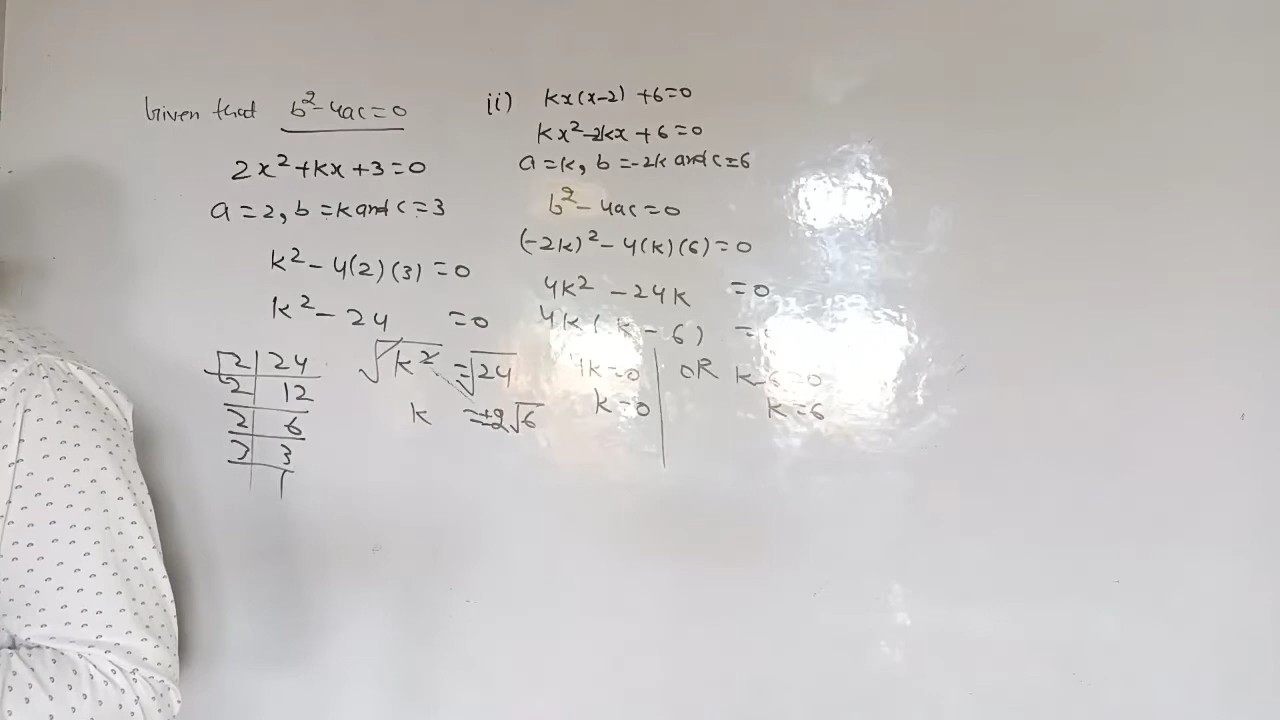 Given that b²-4ac=0
2x²+kx+3=0
a=2, b=k and c=3
k²-4(2)(3)=0
k²-24 =0
√k² =√24
k =±2√6
2|24
2|12
2|6
3|3
1
ii) kx(x-2)+6=0
kx²-2kx+6=0
a=k, b=-2k and c=6
b²-4ac=0
(-2k)²-4(k)(6)=0
4k²-24k =0
4k(k-6) =
4k=0 | OR k-6=0
k=0 | k=6